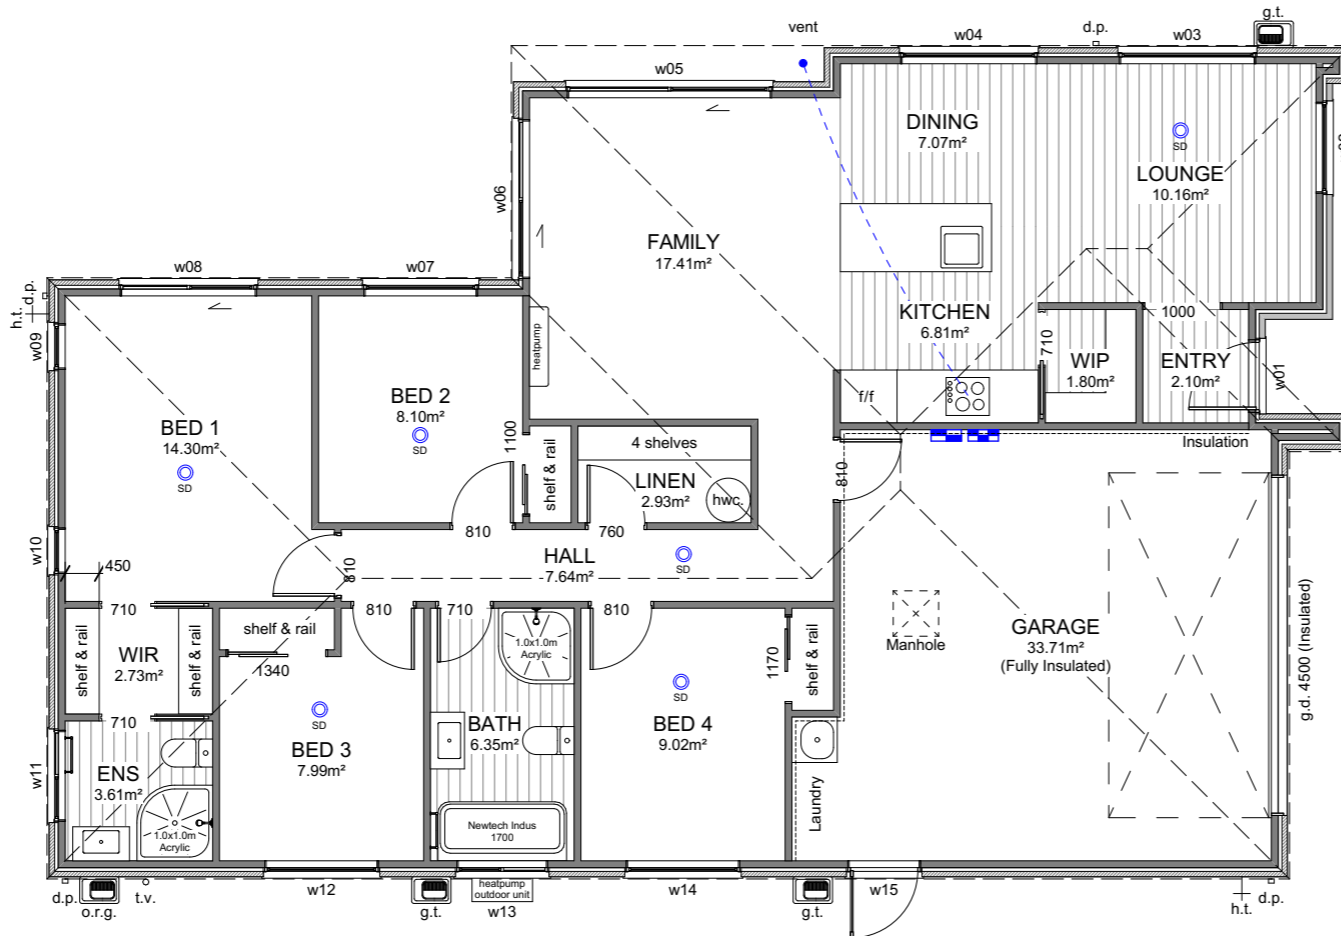 g.t.
vent
w04
d.p.
w03
w05
DINING
7.07m²
SD
LOUNGE
10.16m²
w06
FAMILY
17.41m²
w08
w07
d.p.
h.t.
KITCHEN
6.81m²
1000
w09
heatpump
710
WIP
1.80m²
ENTRY
2.10m²
w01
BED 2
8.10m²
SD
f/f
BED 1
14.30m²
SD
1100
shelf & rail
4 shelves
LINEN
2.93m²
hwc.
810
Insulation
w10
450
810
760
HALL
7.64m²
810
g.d. 4500 (Insulated)
710
810
710
810
shelf & rail
WIR
2.73m²
shelf & rail
shelf & rail
1340
1.0x1.0m
Acrylic
1170
shelf & rail
Manhole
GARAGE
33.71m²
(Fully Insulated)
710
SD
BED 3
7.99m²
BATH
6.35m²
SD
BED 4
9.02m²
w11
ENS
3.61m²
1.0x1.0m
Acrylic
Newtech Indus
1700
Laundry
d.p.
o.r.g.
t.v.
w12
g.t.
heatpump
outdoor unit
w13
w14
g.t.
w15
h.t.
d.p.